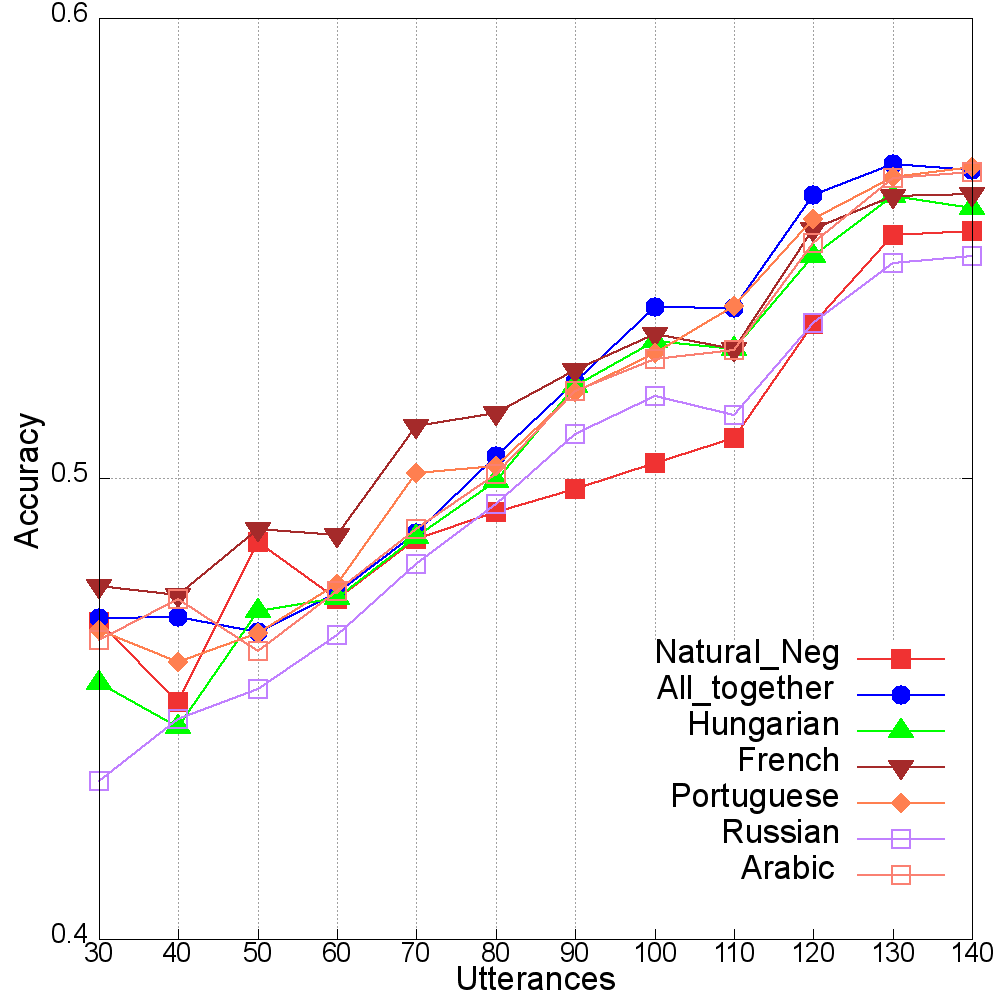 0.6
0.5
0.4
Accuracy
Natural_Neg
All_together
Hungarian
French
Portuguese
Russian
Arabic
30 40 50 60 70 80 90 100 110 120 130 140
Utterances